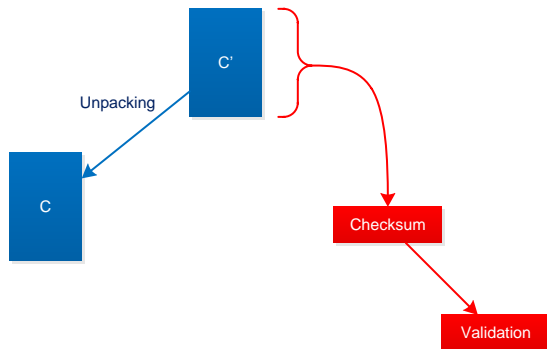 C’
Unpacking
C
Checksum
Validation